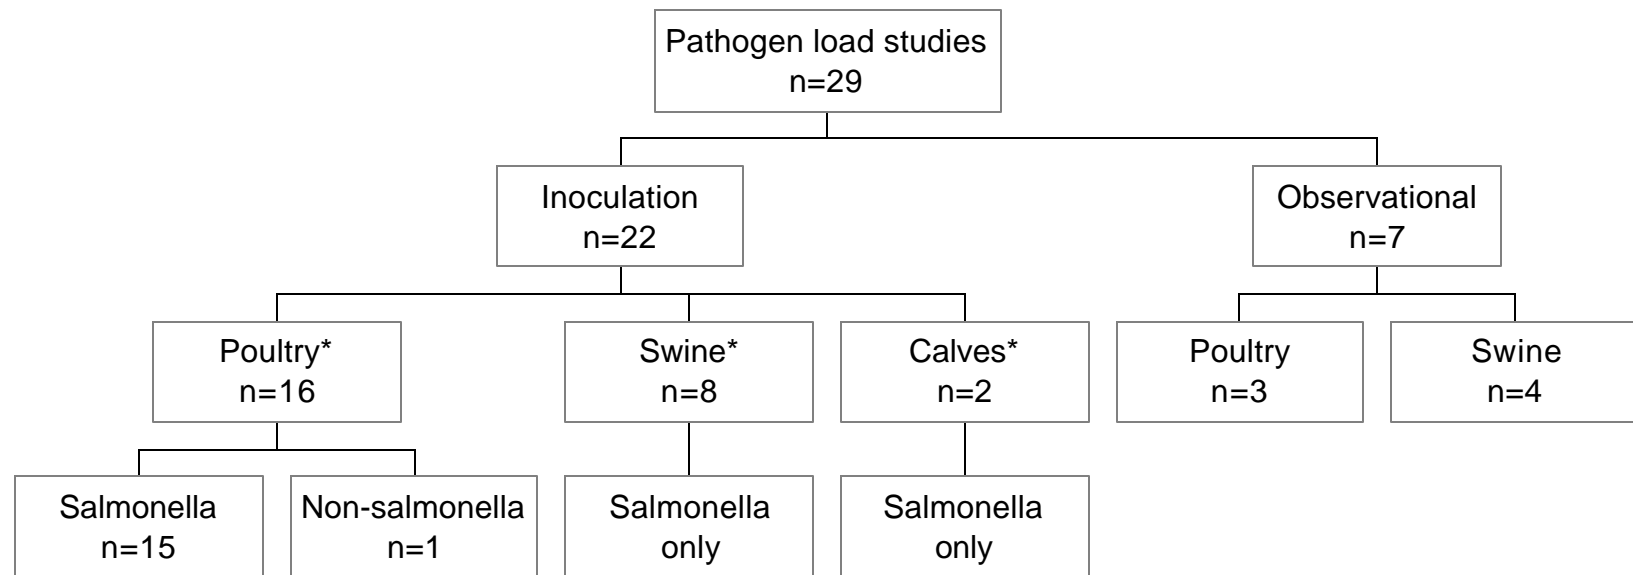 Pathogen load studies
n=29
Inoculation
n=22
Observational
n=7
Poultry*
n=16
Swine*
n=8
Calves*
n=2
Poultry
n=3
Swine
n=4
Salmonella
n=15
Non-salmonella
n=1
Salmonella
only
Salmonella
only